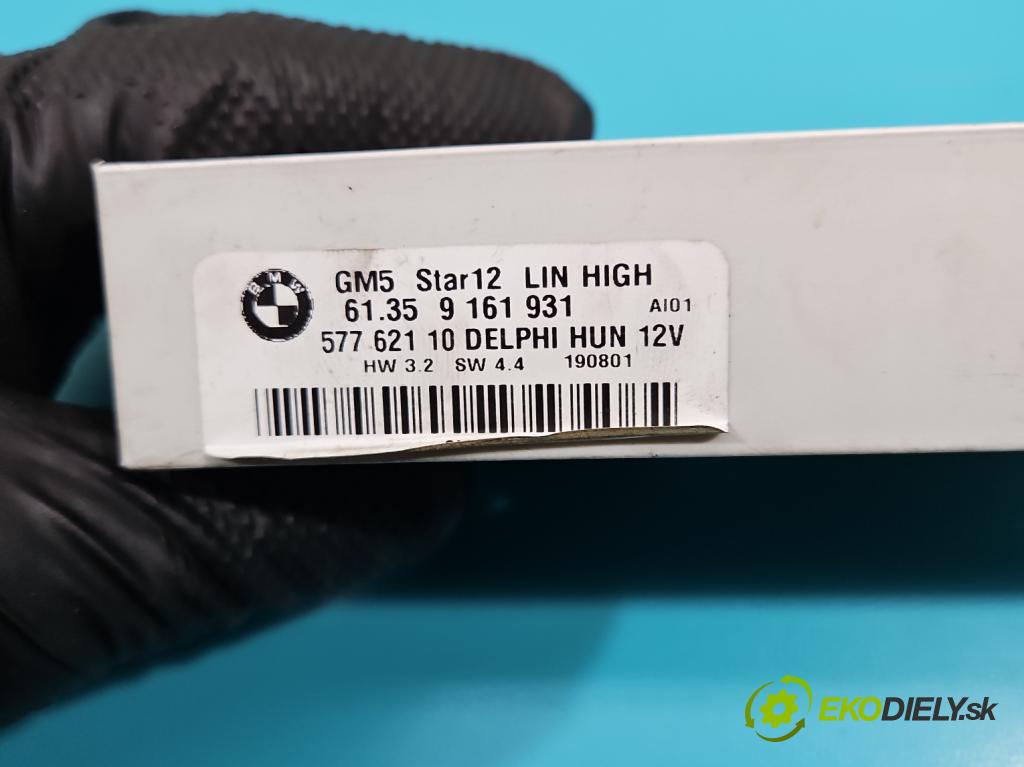 BMW
GM5 Star12 LIN HIGH
61.35 9 161 931 AI01
577 621 10 DELPHI HUN 12V
HW 3.2 SW 4.4 190801
EKODIELY.sk